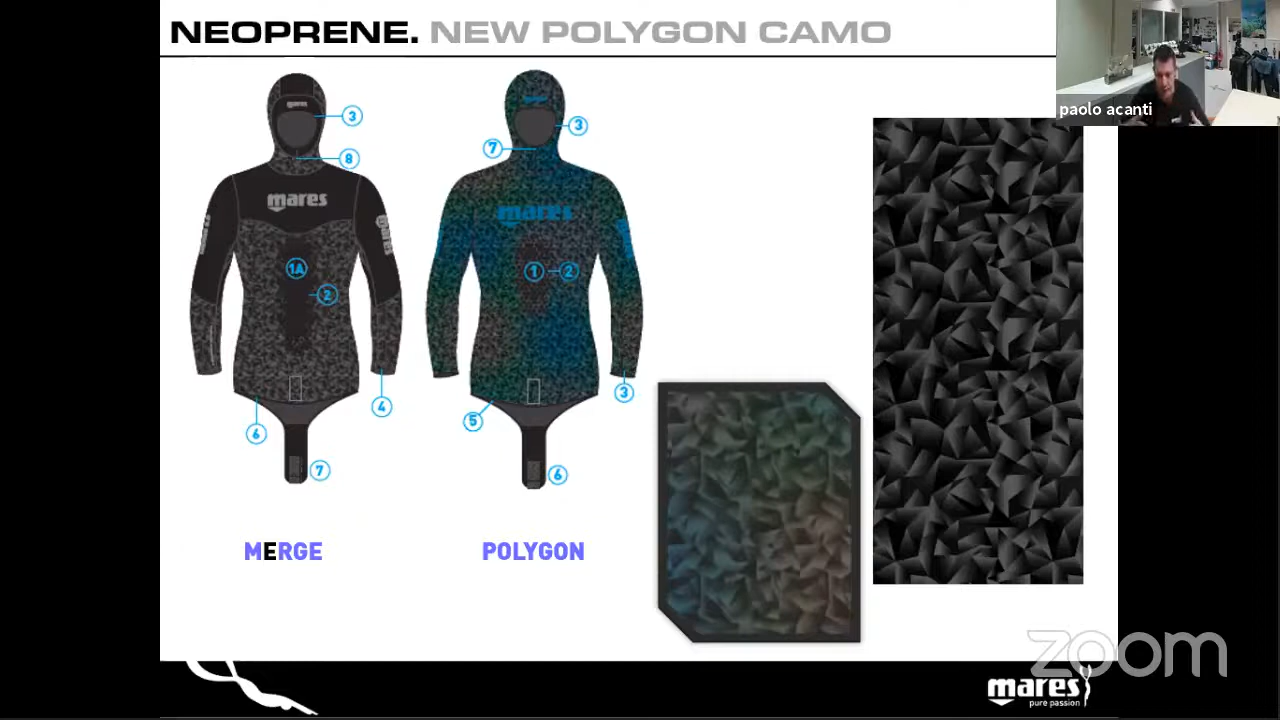 NEOPRENE. NEW POLYGON CAMO
paolo acanti
mares
3
8
mares
1A
2
4
6
7
MERGE
3
7
mares
1
2
3
5
6
POLYGON
zoom
mares
pure passion